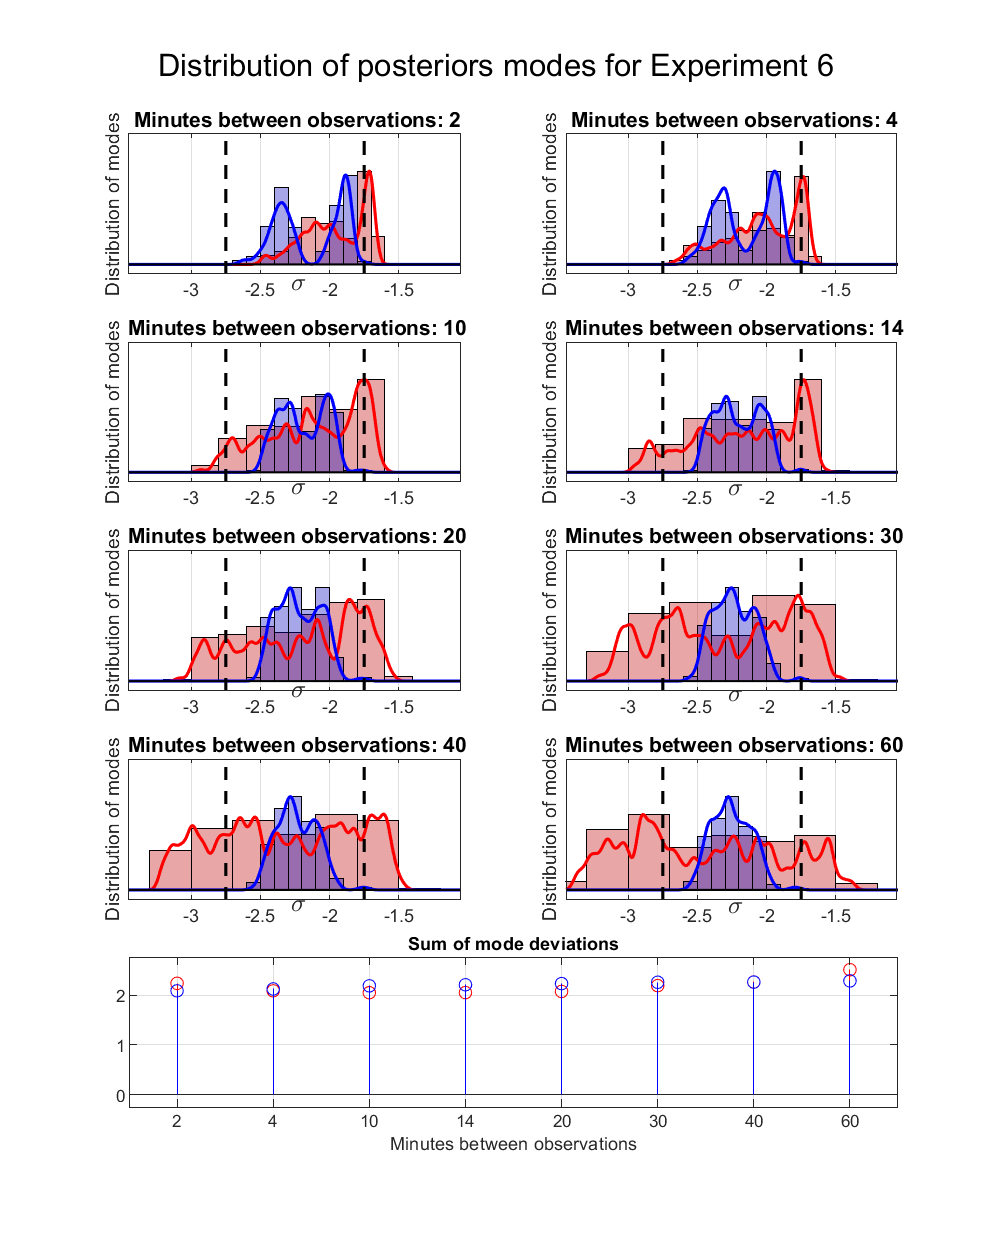 Distribution of posteriors modes for Experiment 6
Minutes between observations: 2
Distribution of modes
-3 -2.5 -2 -1.5
σ
Minutes between observations: 4
Distribution of modes
-3 -2.5 -2 -1.5
σ
Minutes between observations: 10
Distribution of modes
-3 -2.5 -2 -1.5
σ
Minutes between observations: 14
Distribution of modes
-3 -2.5 -2 -1.5
σ
Minutes between observations: 20
Distribution of modes
-3 -2.5 -2 -1.5
σ
Minutes between observations: 30
Distribution of modes
-3 -2.5 -2 -1.5
σ
Minutes between observations: 40
Distribution of modes
-3 -2.5 -2 -1.5
σ
Minutes between observations: 60
Distribution of modes
-3 -2.5 -2 -1.5
σ
Sum of mode deviations
2
1
0
2 4 10 14 20 30 40 60
Minutes between observations